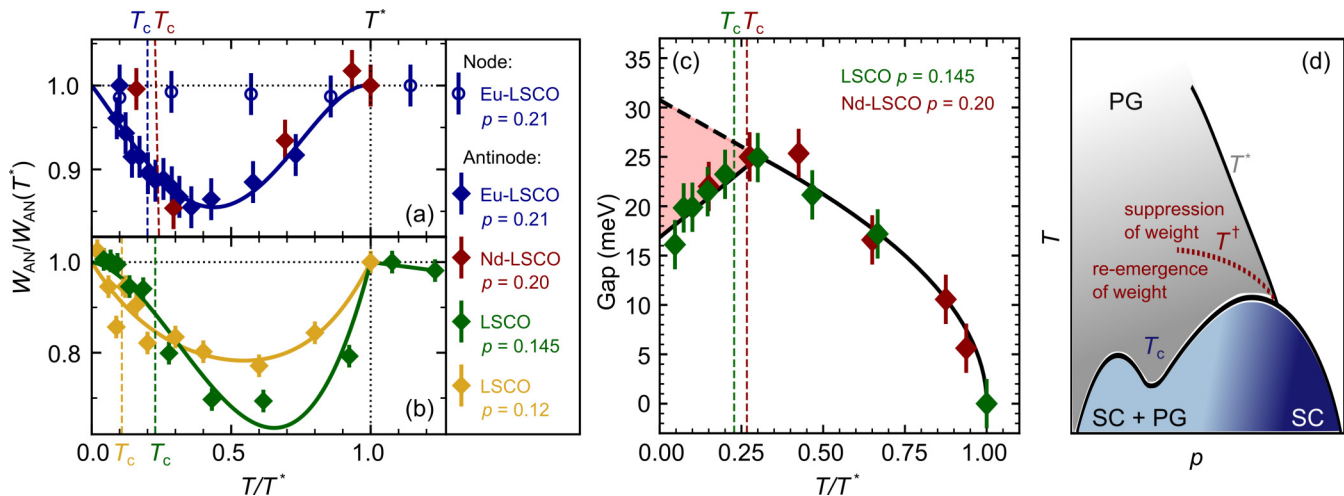 Tc Tc T*
W_AN/W_AN(T*)
1.0
0.9
(a)
1.0
0.8
(b)
0.0 Tc Tc 0.5 1.0
T/T*
Node:
Eu-LSCO
p = 0.21
Antinode:
Eu-LSCO
p = 0.21
Nd-LSCO
p = 0.20
LSCO
p = 0.145
LSCO
p = 0.12
Tc Tc
(c)
LSCO p = 0.145
Nd-LSCO p = 0.20
Gap (meV)
35
30
25
20
15
10
5
0
0.00 0.25 0.50 0.75 1.00
T/T*
(d)
PG
T*
suppression
of weight
T†
re-emergence
of weight
Tc
SC + PG
SC
T
p